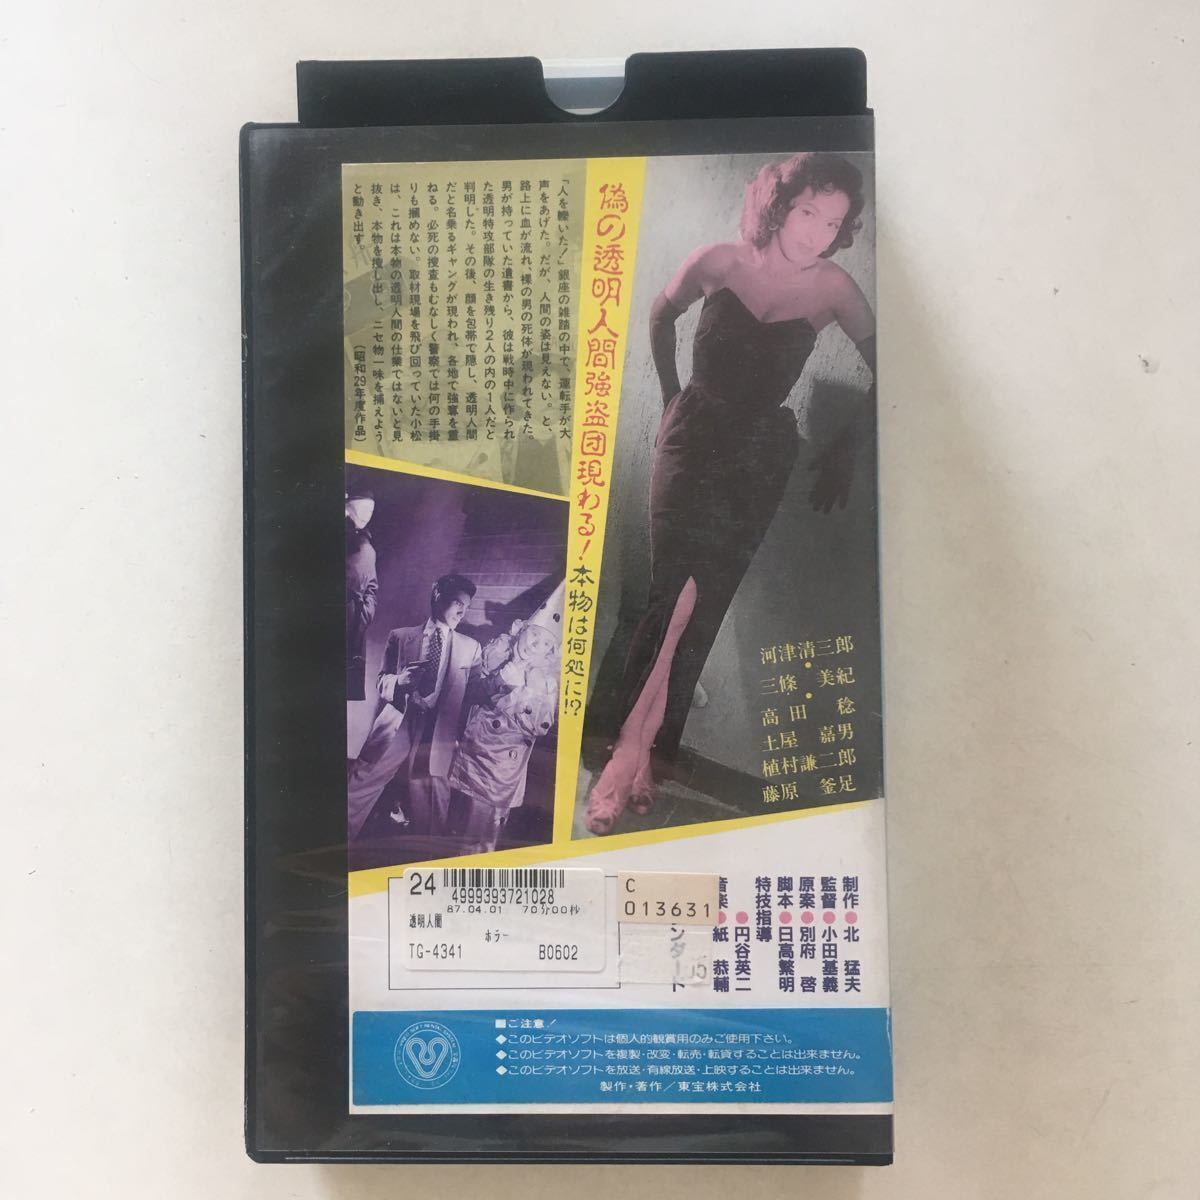 偽の透明人間強盗団現わる！本物は何処に!?
「人を轢いた！」銀座の雑踏の中で、運転手が大
声をあげた。だが、人間の姿は見えない。と、
路上に血が流れ、裸の男の死体が現われてきた。
男が持っていた遺書から、彼は戦時中に作られ
た透明特攻部隊の生き残り2人の内の1人だと
判明した。その後、顔を包帯で隠し、透明人間
だと名乗るギャングが現われ、各地で強奪を重
ねる。必死の捜査もむなしく警察では何の手掛
りも摑めない。取材現場を飛び回っていた小松
は、これは本物の透明人間の仕業ではないと見
抜き、本物を捜し出し、ニセ物一味を捕えよう
と動き出す。
（昭和29年度作品）
河津清三郎
三條・美紀
高田・稔
土屋嘉男
植村謙二郎
藤原釜足
制作●北猛夫
監督●小田基義
原案●別府啓
脚本●日高繁明
特技指導
●円谷英二
音楽●紙恭輔
ンダード
24
4999393721028
87.04.01 70分00秒
透明人間
ホラー
TG-4341 B0602
C
013631
■ご注意！
◆このビデオソフトは個人的観賞用のみご使用下さい。
◆このビデオソフトを複製・改変・転売・転貸することは出来ません。
◆このビデオソフトを放送・有線放送・上映することは出来ません。
製作・著作／東宝株式会社